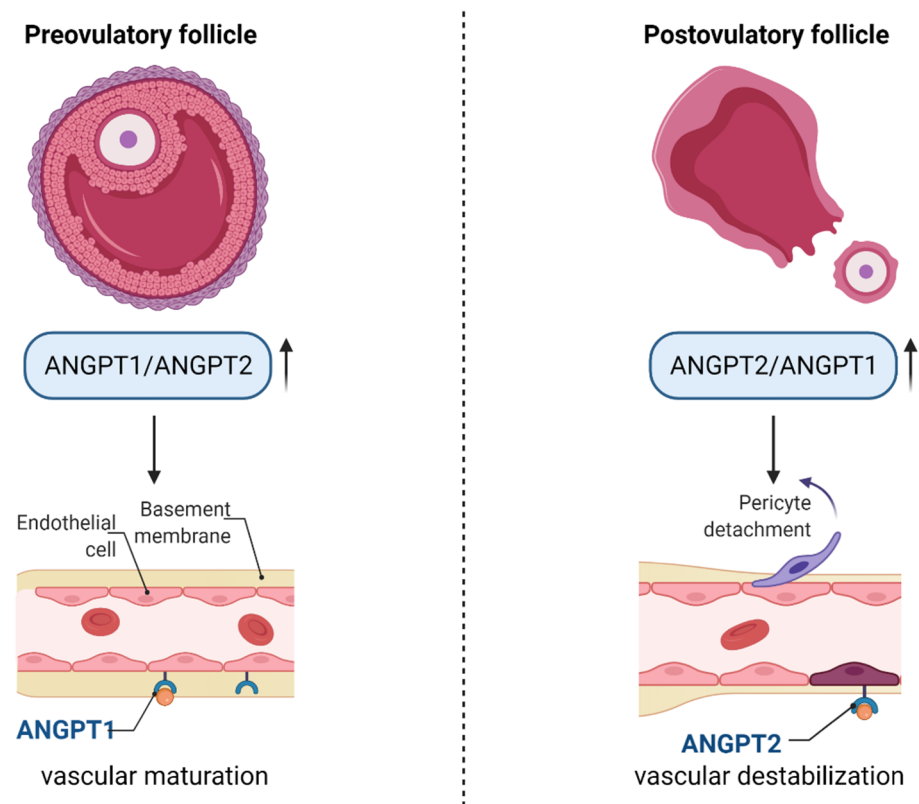 Preovulatory follicle
ANGPT1/ANGPT2
Endothelial
cell
Basement
membrane
ANGPT1
vascular maturation
Postovulatory follicle
ANGPT2/ANGPT1
Pericyte
detachment
ANGPT2
vascular destabilization